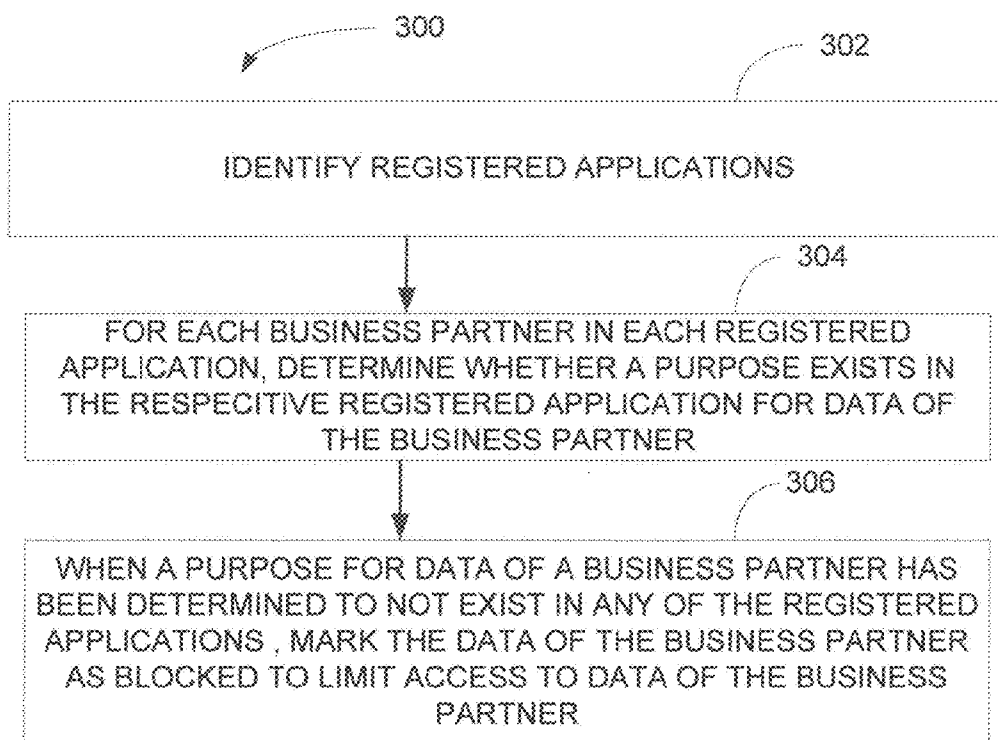 300
302
IDENTIFY REGISTERED APPLICATIONS
304
FOR EACH BUSINESS PARTNER IN EACH REGISTERED
APPLICATION, DETERMINE WHETHER A PURPOSE EXISTS IN
THE RESPECITIVE REGISTERED APPLICATION FOR DATA OF
THE BUSINESS PARTNER
306
WHEN A PURPOSE FOR DATA OF A BUSINESS PARTNER HAS
BEEN DETERMINED TO NOT EXIST IN ANY OF THE REGISTERED
APPLICATIONS , MARK THE DATA OF THE BUSINESS PARTNER
AS BLOCKED TO LIMIT ACCESS TO DATA OF THE BUSINESS
PARTNER